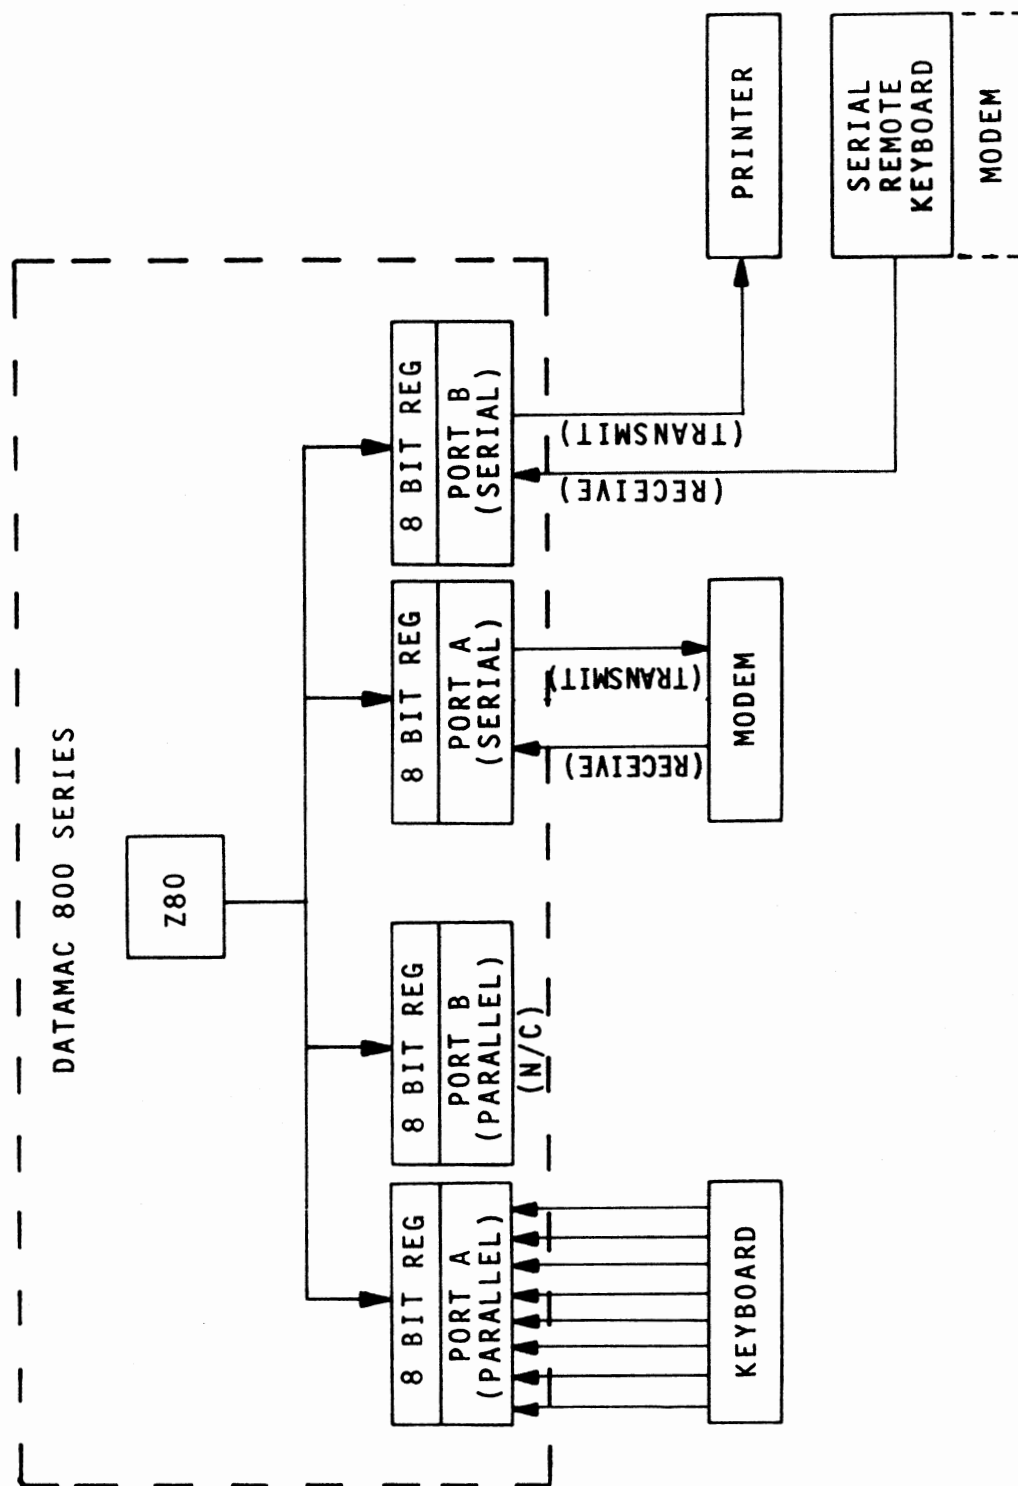 DATAMAC 800 SERIES
Z80
8 BIT REG
PORT A
(PARALLEL)
8 BIT REG
PORT B
(PARALLEL)
(N/C)
8 BIT REG
PORT A
(SERIAL)
8 BIT REG
PORT B
(SERIAL)
(RECEIVE)
(TRANSMIT)
(RECEIVE)
(TRANSMIT)
KEYBOARD
MODEM
PRINTER
SERIAL
REMOTE
KEYBOARD
MODEM